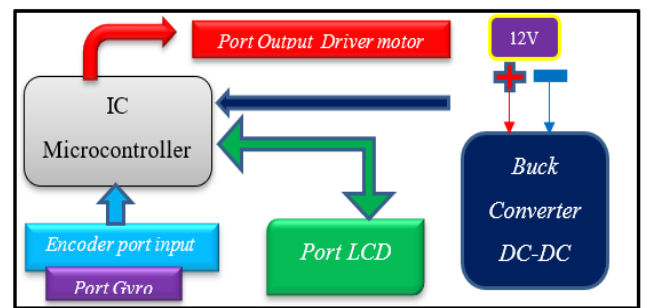 Port Output Driver motor
12V
IC
Microcontroller
Buck
Converter
DC-DC
Encoder port input
Port LCD
Port Gyro